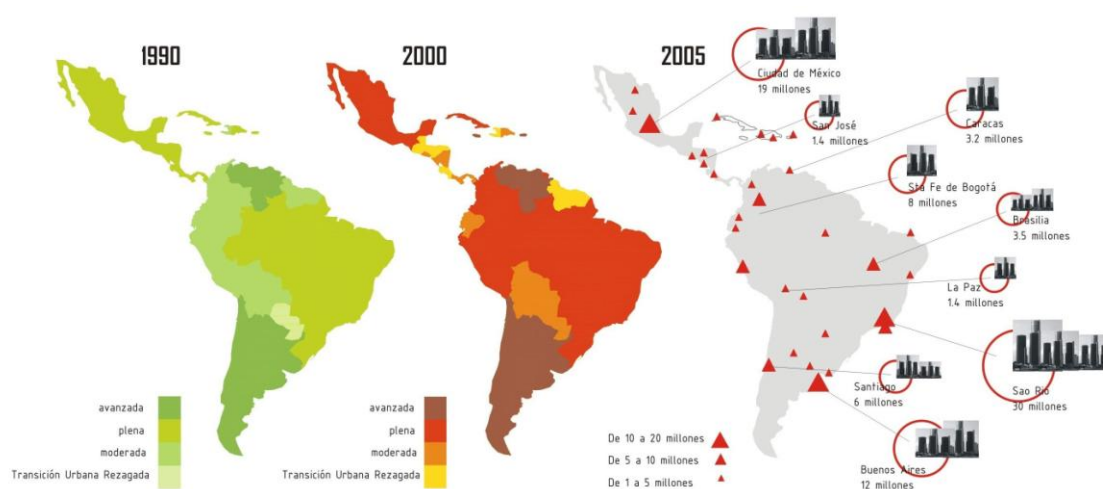 1990
2000
2005
Ciudad de México
19 millones
San José
1.4 millones
Caracas
3.2 millones
Sta Fe de Bogotá
8 millones
Brasilia
3.5 millones
La Paz
1.4 millones
Sao Rio
30 millones
Santiago
6 millones
Buenos Aires
12 millones
avanzada
plena
moderada
Transición Urbana Rezagada
avanzada
plena
moderada
Transición Urbana Rezagada
De 10 a 20 millones
De 5 a 10 millones
De 1 a 5 millones